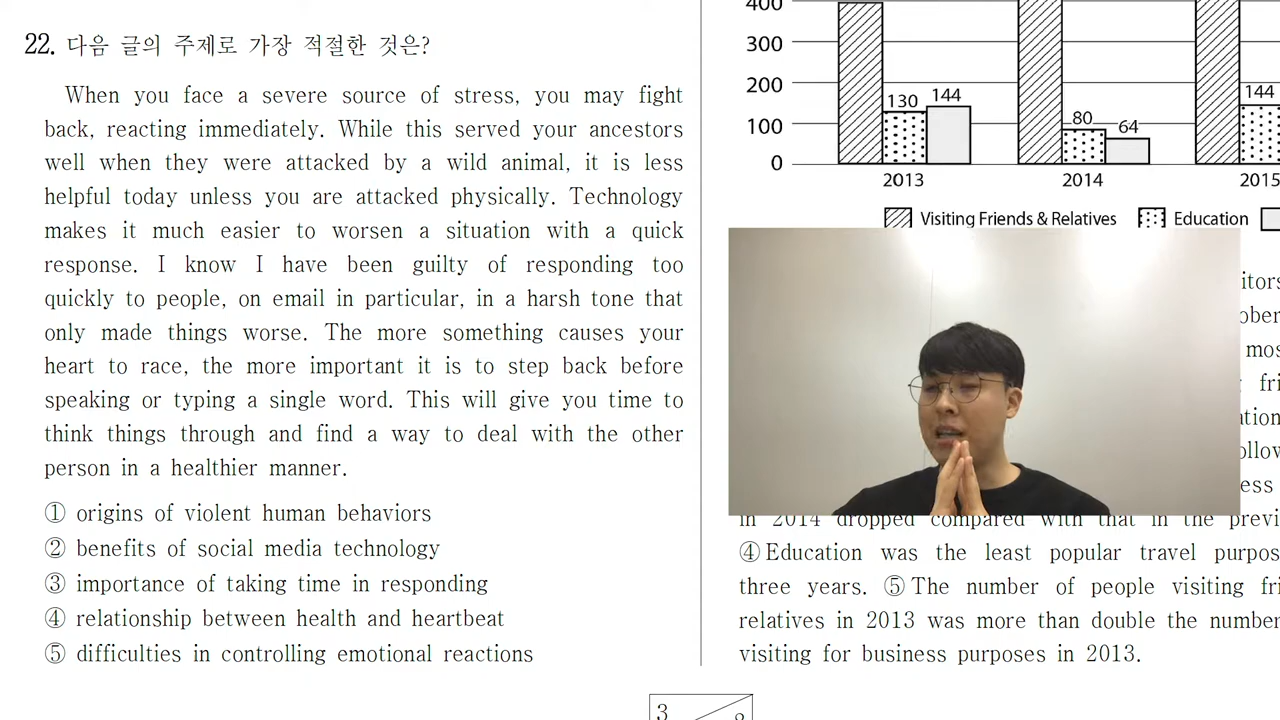 22. 다음 글의 주제로 가장 적절한 것은?
When you face a severe source of stress, you may fight
back, reacting immediately. While this served your ancestors
well when they were attacked by a wild animal, it is less
helpful today unless you are attacked physically. Technology
makes it much easier to worsen a situation with a quick
response. I know I have been guilty of responding too
quickly to people, on email in particular, in a harsh tone that
only made things worse. The more something causes your
heart to race, the more important it is to step back before
speaking or typing a single word. This will give you time to
think things through and find a way to deal with the other
person in a healthier manner.
① origins of violent human behaviors
② benefits of social media technology
③ importance of taking time in responding
④ relationship between health and heartbeat
⑤ difficulties in controlling emotional reactions
400
300
200
100
0
130 144
80 64
144
2013 2014 2015
Visiting Friends & Relatives Education
in 2014 dropped compared with that in the
④ Education was the least popular travel
three years. ⑤ The number of people visiting
relatives in 2013 was more than double the number
visiting for business purposes in 2013.
3